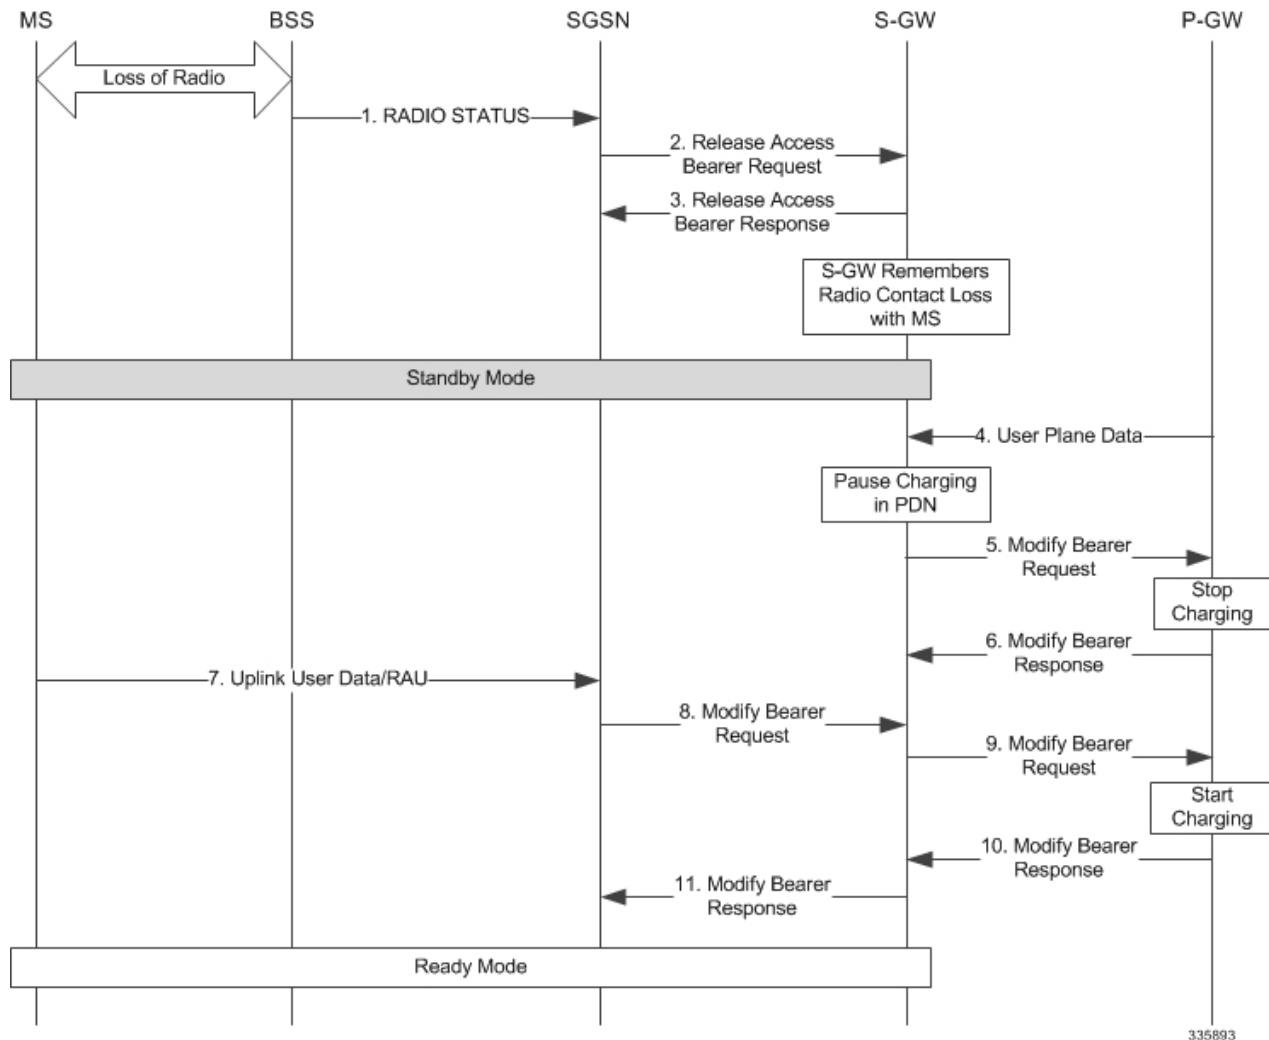 MS BSS SGSN S-GW P-GW
Loss of Radio
1. RADIO STATUS
2. Release Access
Bearer Request
3. Release Access
Bearer Response
S-GW Remembers
Radio Contact Loss
with MS
Standby Mode
4. User Plane Data
Pause Charging
in PDN
5. Modify Bearer
Request
Stop
Charging
6. Modify Bearer
Response
7. Uplink User Data/RAU
8. Modify Bearer
Request
9. Modify Bearer
Request
Start
Charging
10. Modify Bearer
Response
11. Modify Bearer
Response
Ready Mode
335893